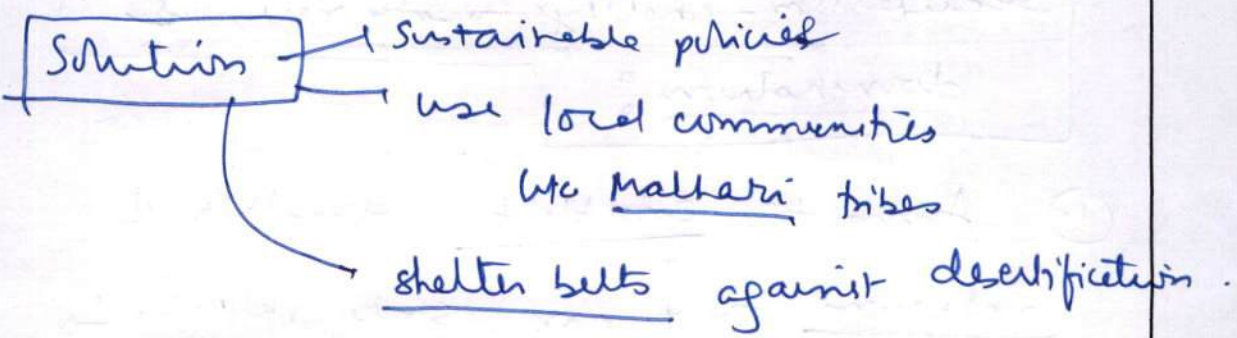 Solution
Sustainable policies
use local communities
like Malhari tribes
shelter belts against desertification.